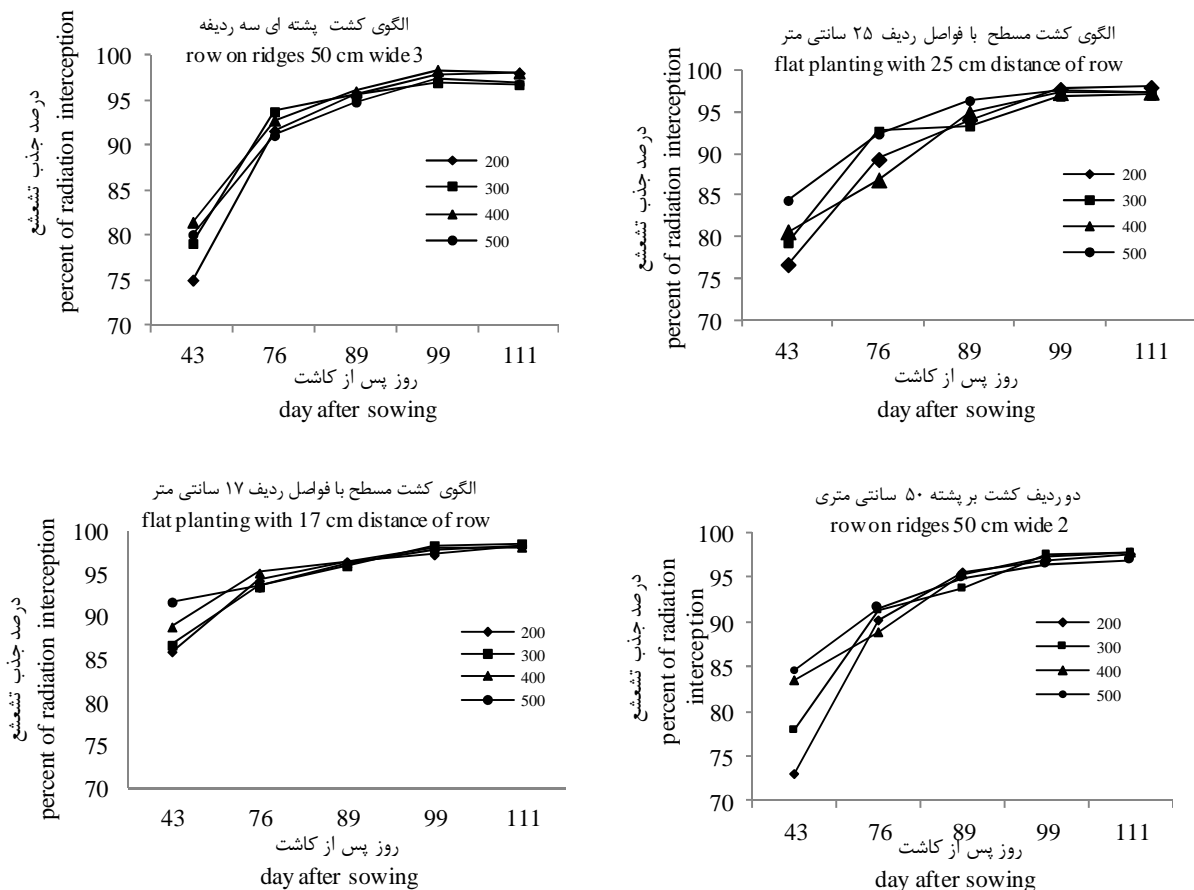 الگوی کشت پشته ای سه ردیفه
row on ridges 50 cm wide 3
درصد جذب تشعشع
percent of radiation interception
100
95
90
85
80
75
70
200
300
400
500
43 76 89 99 111
روز پس از کاشت
day after sowing
الگوی کشت مسطح با فواصل ردیف ۲۵ سانتی متر
flat planting with 25 cm distance of row
درصد جذب تشعشع
percent of radiation interception
100
95
90
85
80
75
70
200
300
400
500
43 76 89 99 111
روز پس از کاشت
day after sowing
الگوی کشت مسطح با فواصل ردیف ۱۷ سانتی متر
flat planting with 17 cm distance of row
درصد جذب تشعشع
percent of radiation interception
100
95
90
85
80
75
70
200
300
400
500
43 76 89 99 111
روز پس از کاشت
day after sowing
دو ردیف کشت بر پشته ۵۰ سانتی متری
row on ridges 50 cm wide 2
درصد جذب تشعشع
percent of radiation
interception
100
95
90
85
80
75
70
200
300
400
500
43 76 89 99 111
روز پس از کاشت
day after sowing